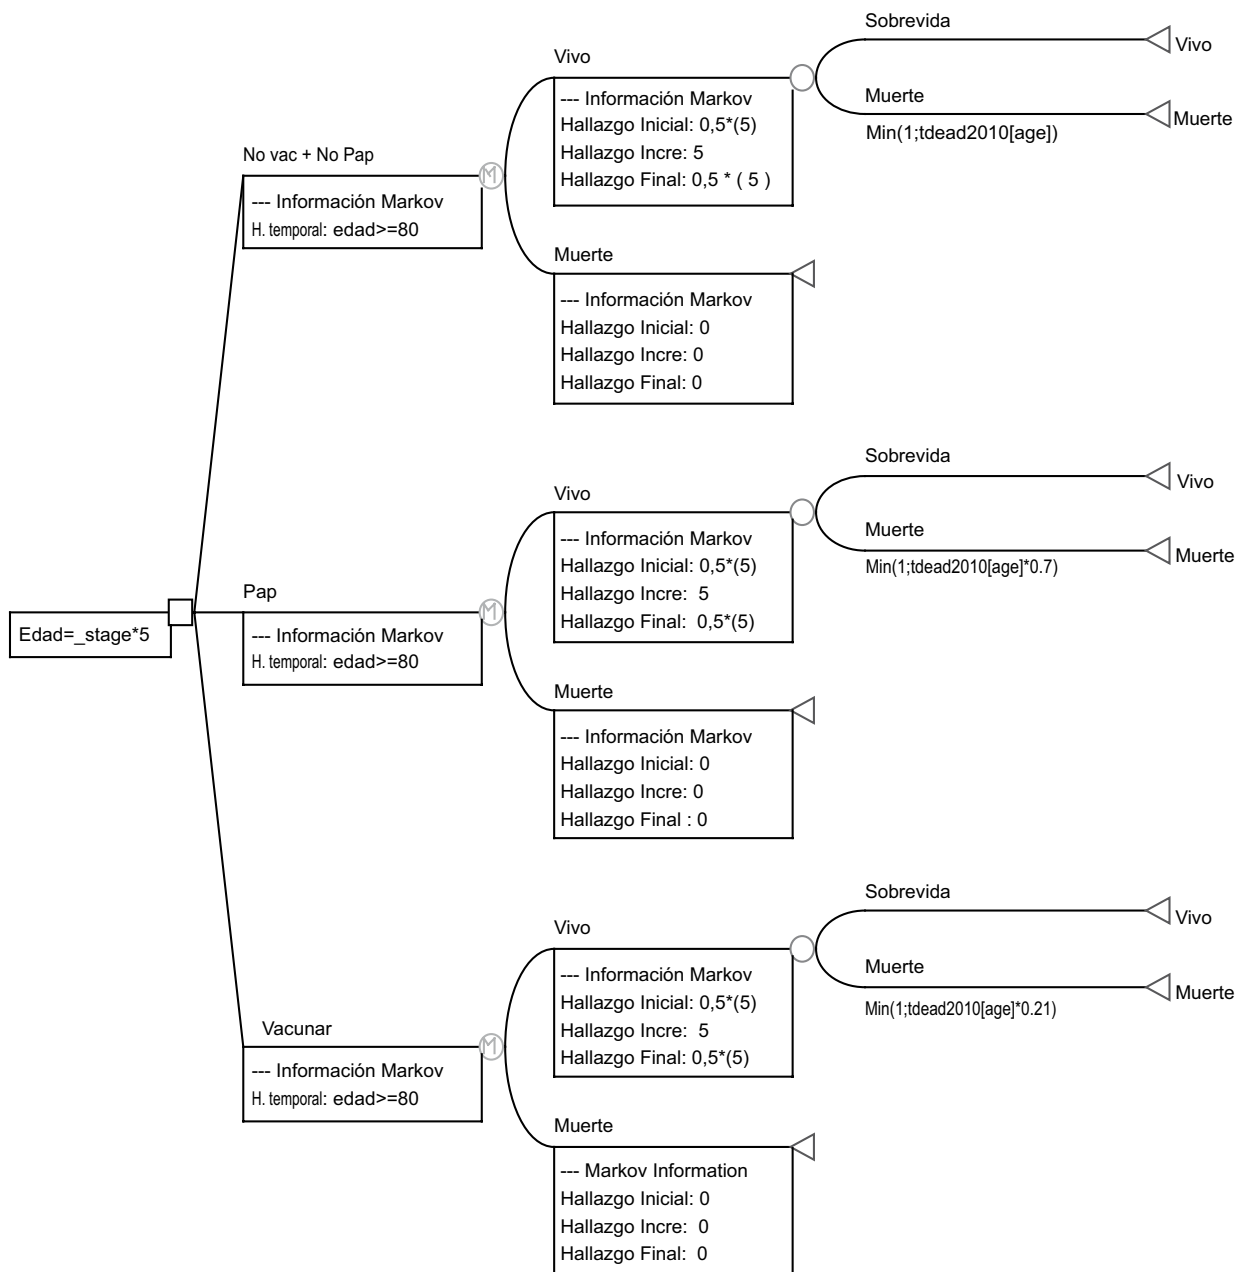 Sobrevida
Vivo
Vivo
--- Información Markov
Hallazgo Inicial: 0,5*(5)
Hallazgo Incre: 5
Hallazgo Final: 0,5 * ( 5 )
Muerte
Muerte
Min(1;tdead2010[age])
No vac + No Pap
M
--- Información Markov
H. temporal: edad>=80
Muerte
--- Información Markov
Hallazgo Inicial: 0
Hallazgo Incre: 0
Hallazgo Final: 0
Sobrevida
Vivo
Vivo
--- Información Markov
Hallazgo Inicial: 0,5*(5)
Hallazgo Incre:  5
Hallazgo Final:  0,5*(5)
Muerte
Muerte
Min(1;tdead2010[age]*0.7)
Edad=_stage*5
Pap
M
--- Información Markov
H. temporal: edad>=80
Muerte
--- Información Markov
Hallazgo Inicial: 0
Hallazgo Incre: 0
Hallazgo Final : 0
Sobrevida
Vivo
Vivo
--- Información Markov
Hallazgo Inicial: 0,5*(5)
Hallazgo Incre:  5
Hallazgo Final: 0,5*(5)
Muerte
Muerte
Min(1;tdead2010[age]*0.21)
Vacunar
M
--- Información Markov
H. temporal: edad>=80
Muerte
--- Markov Information
Hallazgo Inicial: 0
Hallazgo Incre:  0
Hallazgo Final:  0